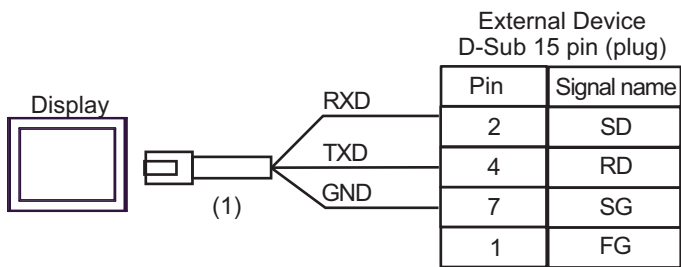 External Device
D-Sub 15 pin (plug)
Display
(1)
RXD
TXD
GND
Pin Signal name
2 SD
4 RD
7 SG
1 FG